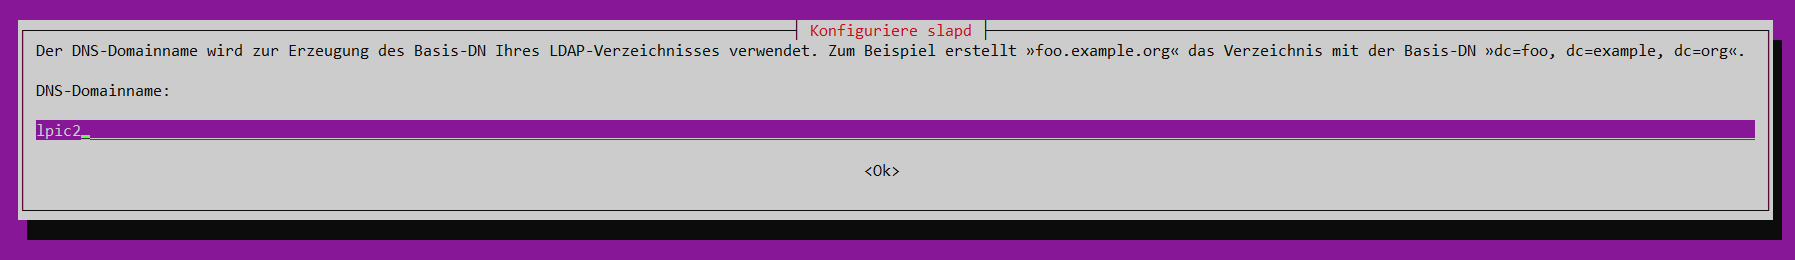 Konfiguriere slapd
Der DNS-Domainname wird zur Erzeugung des Basis-DN Ihres LDAP-Verzeichnisses verwendet. Zum Beispiel erstellt »foo.example.org« das Verzeichnis mit der Basis-DN »dc=foo, dc=example, dc=org«.
DNS-Domainname:
lpic2
<Ok>